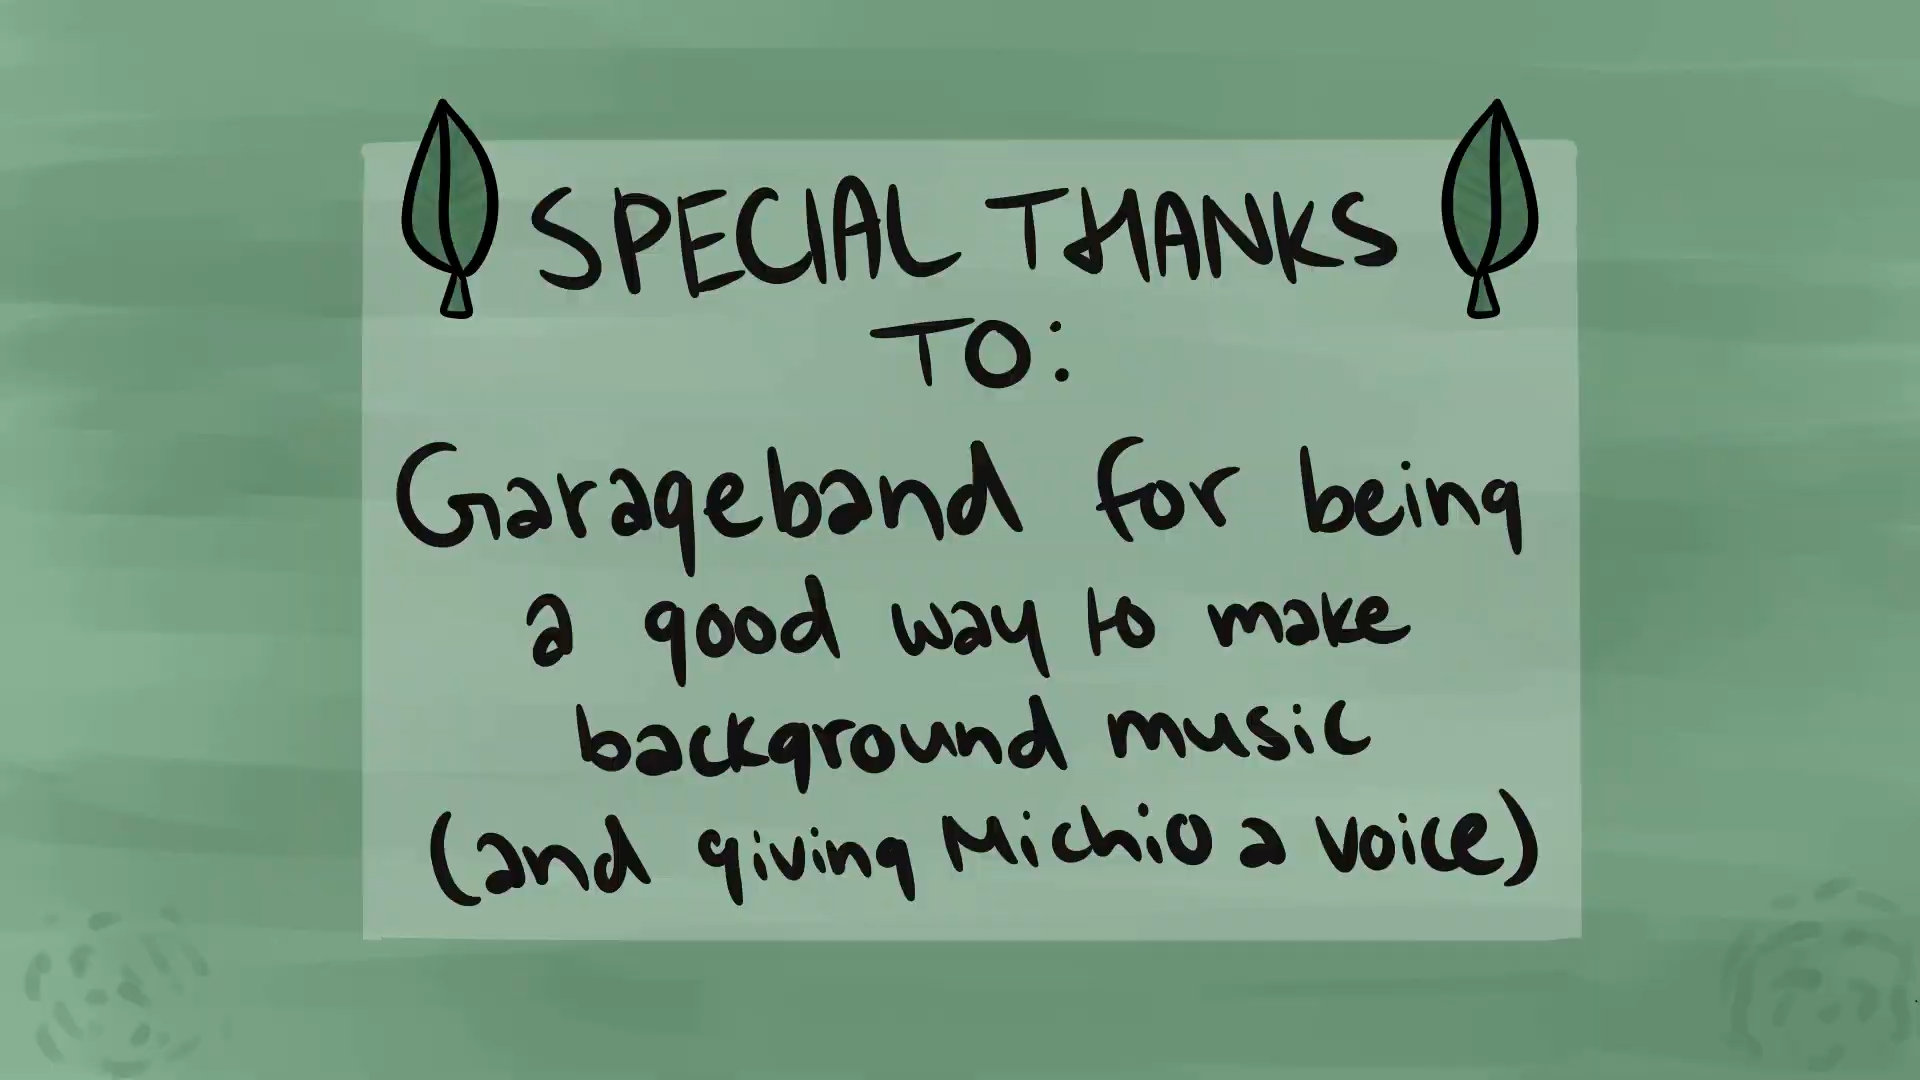 SPECIAL THANKS
TO:
Garageband for being
a good way to make
background music
(and giving Michio a voice)